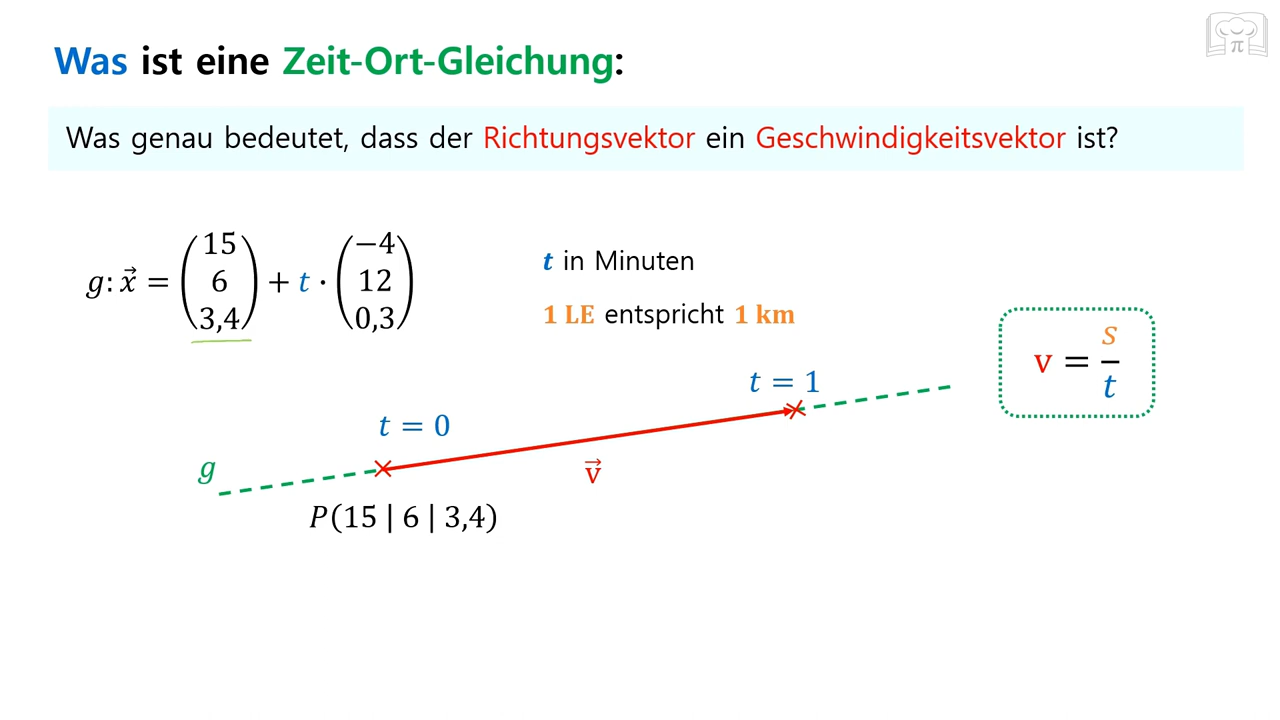 Was ist eine Zeit-Ort-Gleichung:
Was genau bedeutet, dass der Richtungsvektor ein Geschwindigkeitsvektor ist?
g: x⃗ = (15 6 3,4) + t · (−4 12 0,3)
t in Minuten
1 LE entspricht 1 km
v = s/t
t = 1
t = 0
g
v⃗
P(15 | 6 | 3,4)
π